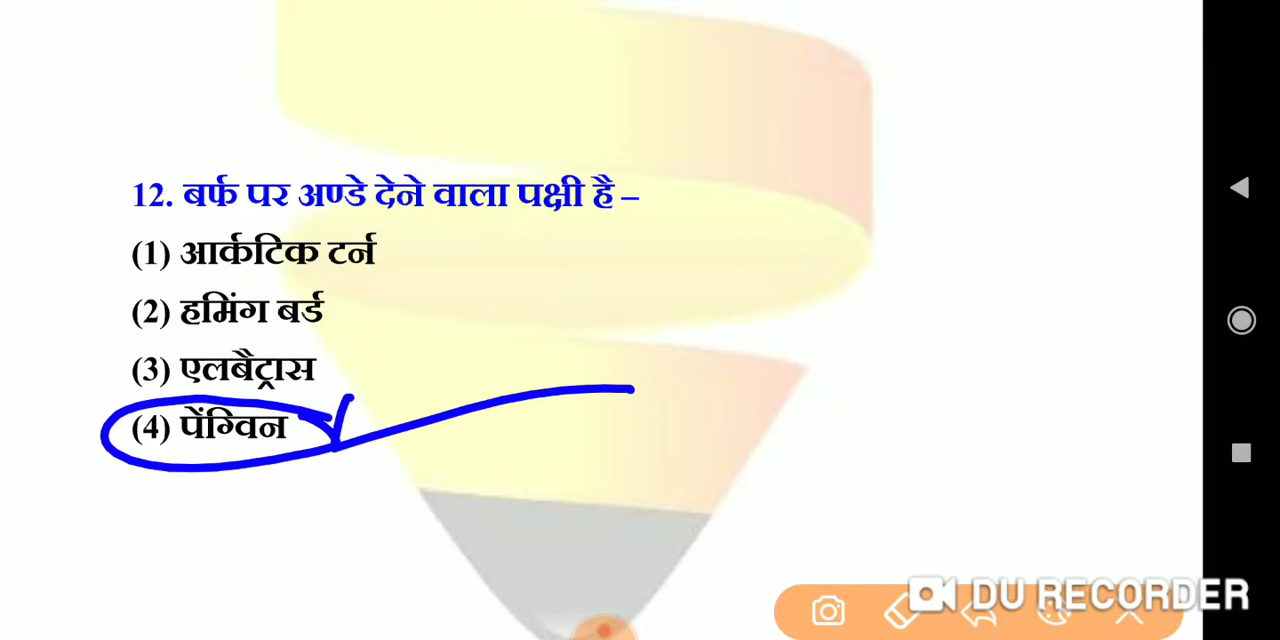 12. बर्फ पर अण्डे देने वाला पक्षी है –
(1) आर्कटिक टर्न
(2) हमिंग बर्ड
(3) एलबैट्रास
(4) पेंग्विन
DU RECORDER